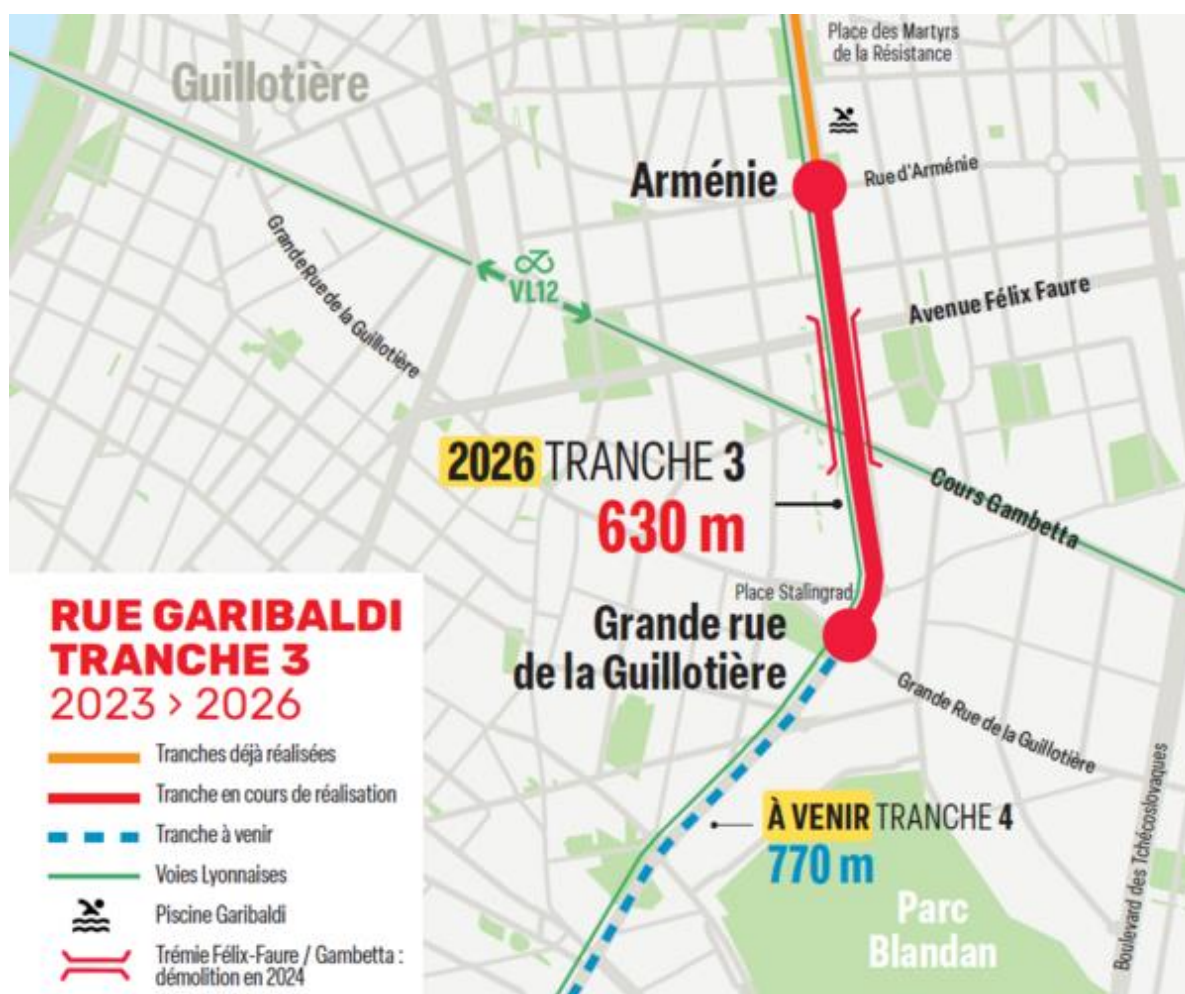 Place des Martyrs
de la Résistance
Guillotière
Arménie
Rue d'Arménie
Grande Rue de la Guillotière
VL12
Avenue Félix Faure
2026 TRANCHE 3
630 m
Cours Gambetta
Place Stalingrad
Grande rue
de la Guillotière
Grande Rue de la Guillotière
À VENIR TRANCHE 4
770 m
Parc
Blandan
Boulevard des Tchécoslovaques
RUE GARIBALDI
TRANCHE 3
2023 > 2026
Tranches déjà réalisées
Tranche en cours de réalisation
Tranche à venir
Voies Lyonnaises
Piscine Garibaldi
Trémie Félix-Faure / Gambetta :
démolition en 2024